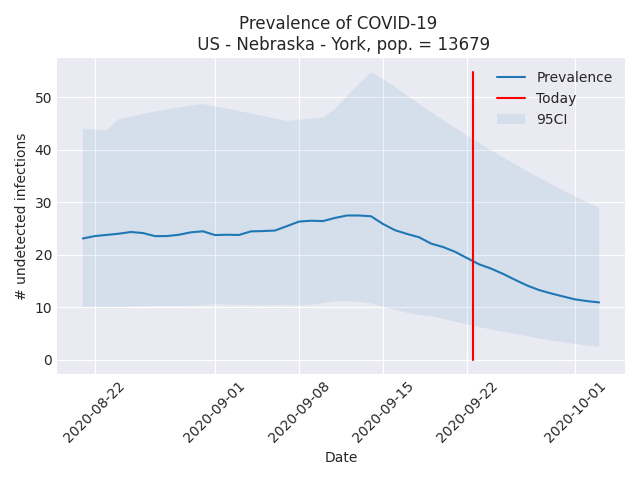 Prevalence of COVID-19
US - Nebraska - York, pop. = 13679
Prevalence
Today
95CI
50
40
30
20
10
0
# undetected infections
2020-08-22
2020-09-01
2020-09-08
2020-09-15
2020-09-22
2020-10-01
Date